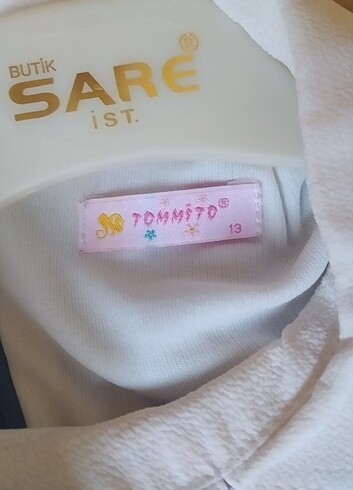 BUTİK
SARE®
İST.
TOMMİTO®
13